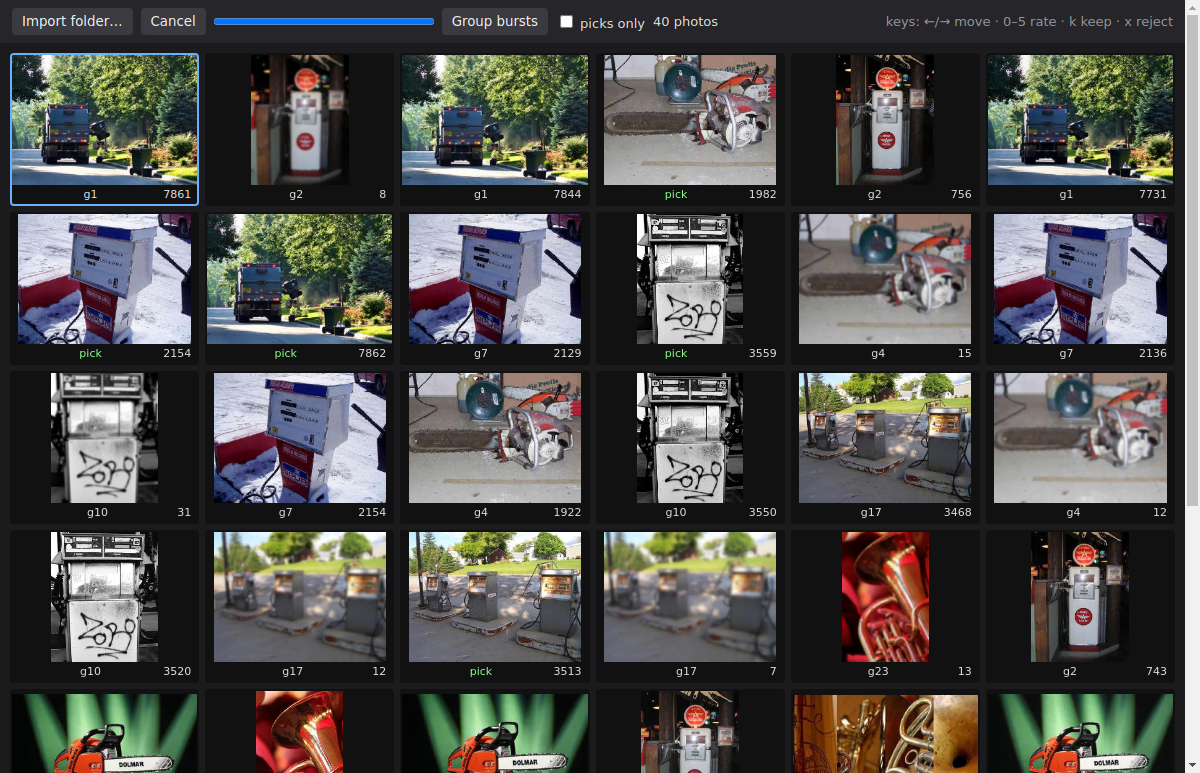 Import folder... Cancel Group bursts picks only 40 photos keys: ←/→ move · 0–5 rate · k keep · x reject
g1 7861 g2 8 g1 7844 pick 1982 g2 756 g1 7731
pick 2154 pick 7862 g7 2129 pick 3559 g4 15 g7 2136
g10 31 g7 2154 g4 1922 g10 3550 g17 3468 g4 12
g10 3520 g17 12 pick 3513 g17 7 g23 13 g2 743
DOLMAR DOLMAR DOLMAR